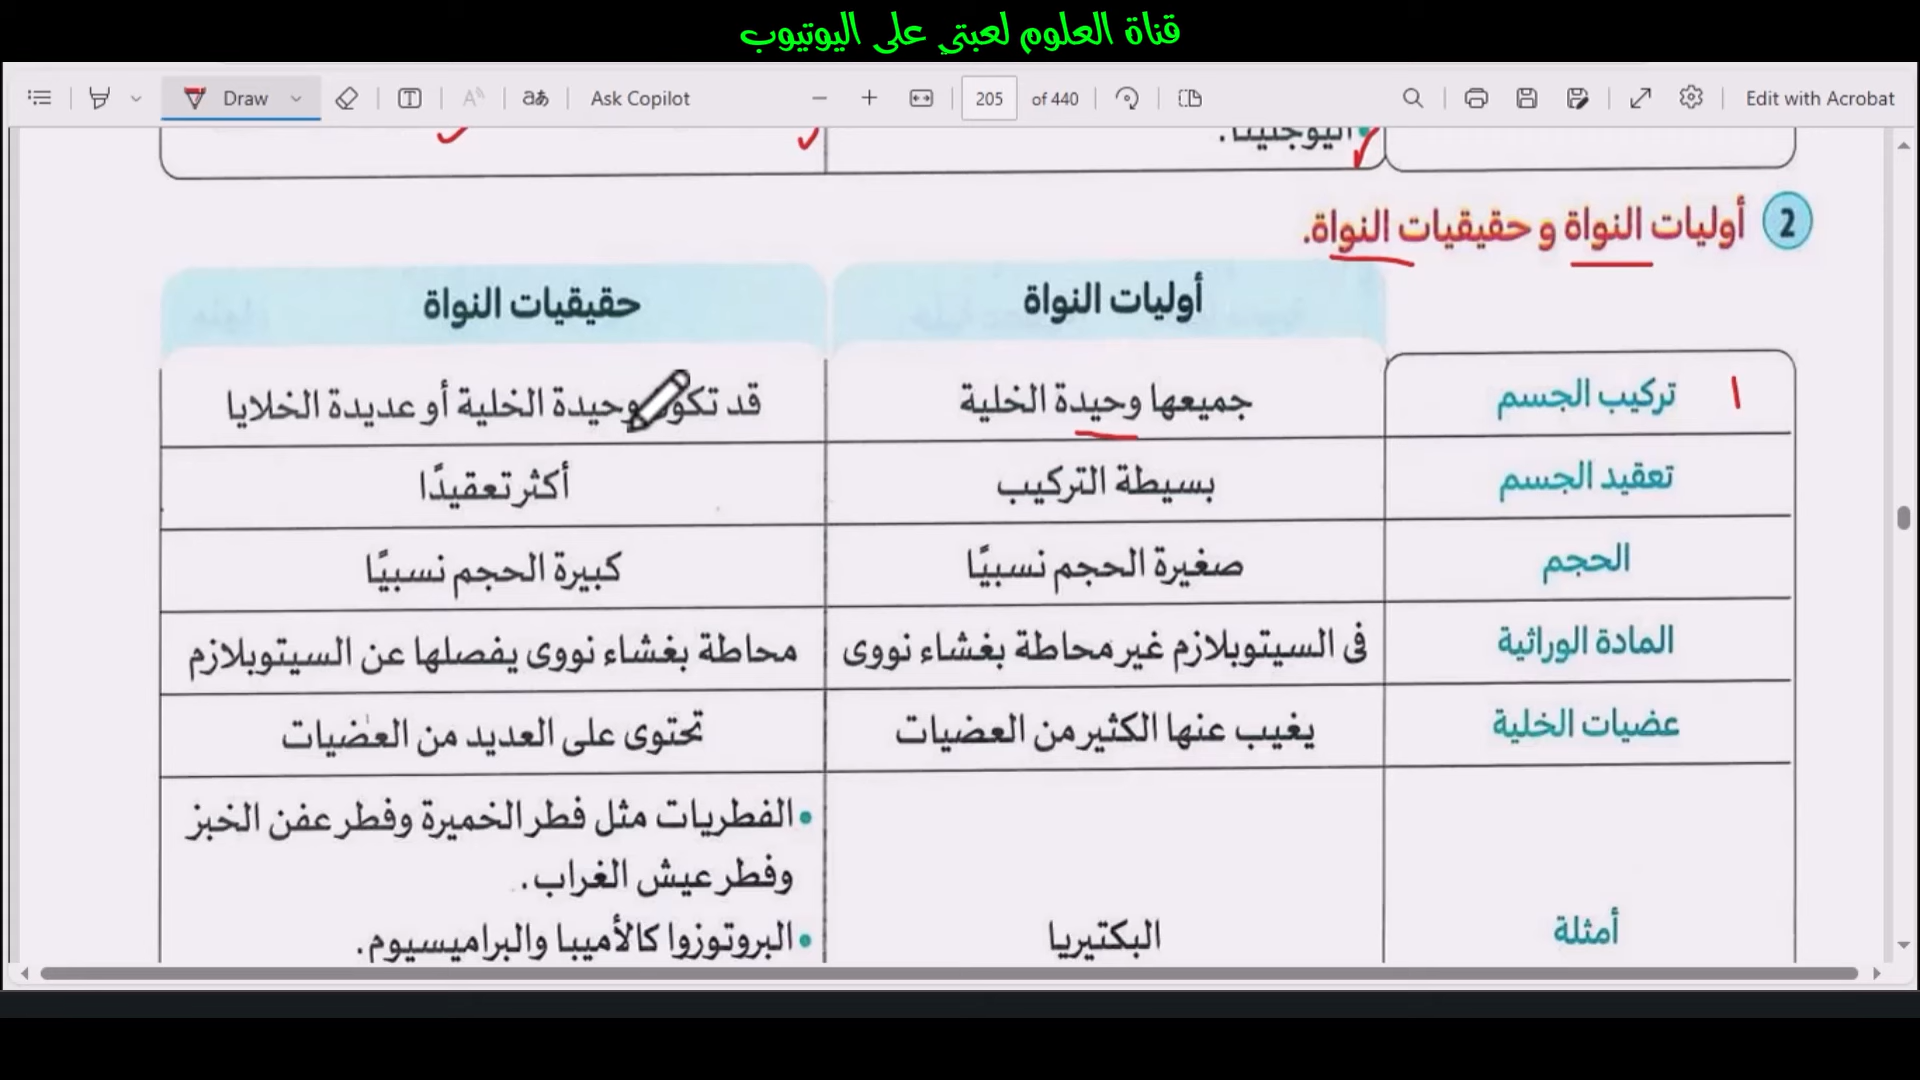 قناة العلوم لعبتي على اليوتيوب
Draw
Ask Copilot
205 of 440
Edit with Acrobat
اليوجلينا.
2 أوليات النواة و حقيقيات النواة.
أوليات النواة حقيقيات النواة
١ تركيب الجسم جميعها وحيدة الخلية قد تكون وحيدة الخلية أو عديدة الخلايا
تعقيد الجسم بسيطة التركيب أكثر تعقيدًا
الحجم صغيرة الحجم نسبيًا كبيرة الحجم نسبيًا
المادة الوراثية فى السيتوبلازم غير محاطة بغشاء نووى محاطة بغشاء نووى يفصلها عن السيتوبلازم
عضيات الخلية يغيب عنها الكثير من العضيات تحتوى على العديد من العضيات
أمثلة البكتيريا
• الفطريات مثل فطر الخميرة وفطر عفن الخبز
وفطر عيش الغراب.
• البروتوزوا كالأميبا والبراميسيوم.